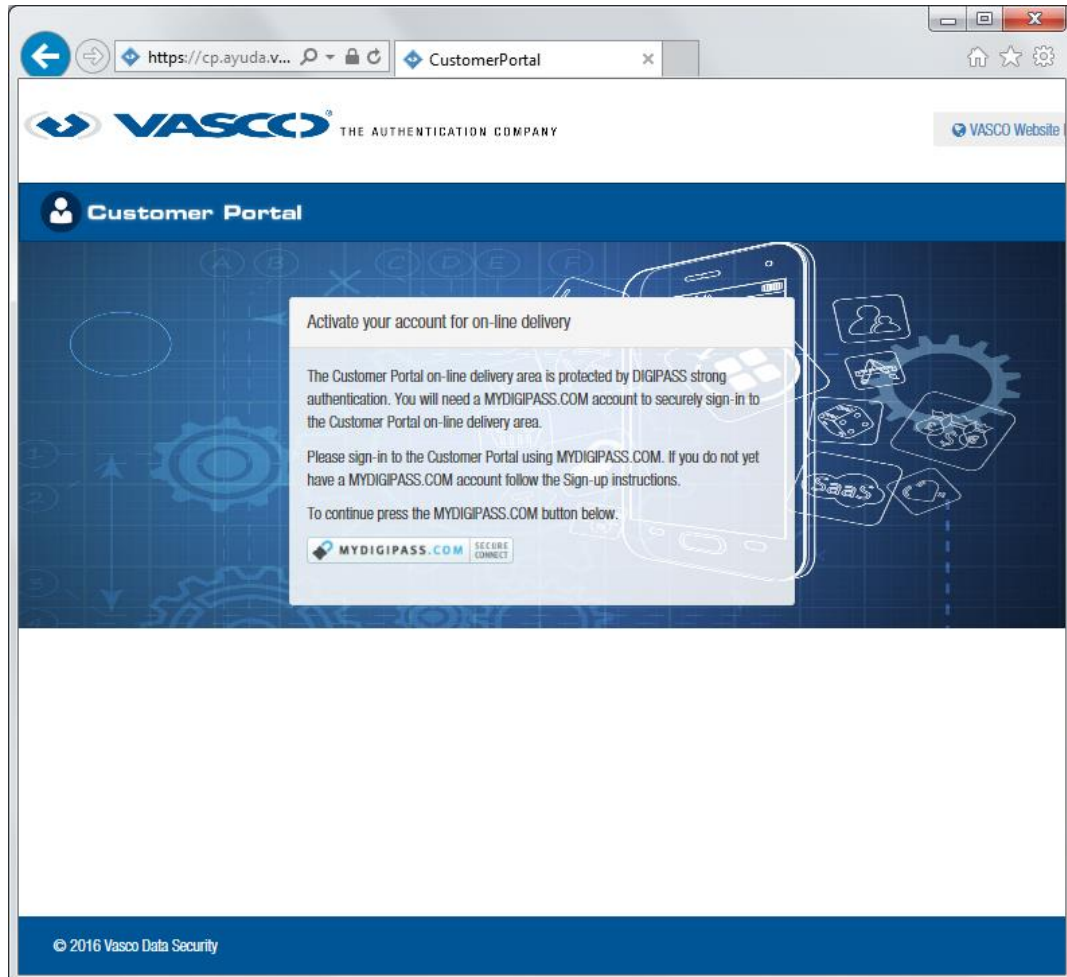 https://cp.ayuda.v...
CustomerPortal
VASCO® THE AUTHENTICATION COMPANY
VASCO Website
Customer Portal
A B C D E F
Activate your account for on-line delivery
The Customer Portal on-line delivery area is protected by DIGIPASS strong
authentication. You will need a MYDIGIPASS.COM account to securely sign-in to
the Customer Portal on-line delivery area.
Please sign-in to the Customer Portal using MYDIGIPASS.COM. If you do not yet
have a MYDIGIPASS.COM account follow the Sign-up instructions.
To continue press the MYDIGIPASS.COM button below.
MYDIGIPASS.COM SECURE
CONNECT
SaaS
1
2
3
© 2016 Vasco Data Security